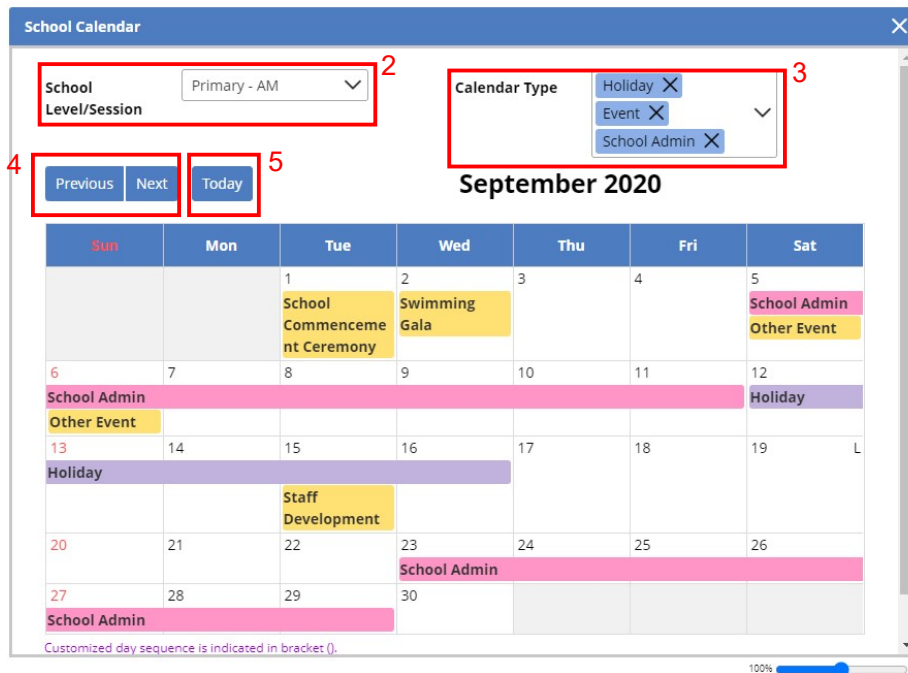 School Calendar
2
3
School
Level/Session
Primary - AM
Calendar Type
Holiday
Event
School Admin
4
5
Previous Next Today
September 2020
Sun Mon Tue Wed Thu Fri Sat
1 2 3 4 5
School
Commenceme
nt Ceremony
Swimming
Gala
School Admin
Other Event
6 7 8 9 10 11 12
School Admin Holiday
Other Event
13 14 15 16 17 18 19 L
Holiday
Staff
Development
20 21 22 23 24 25 26
School Admin
27 28 29 30
School Admin
Customized day sequence is indicated in bracket ().
100%